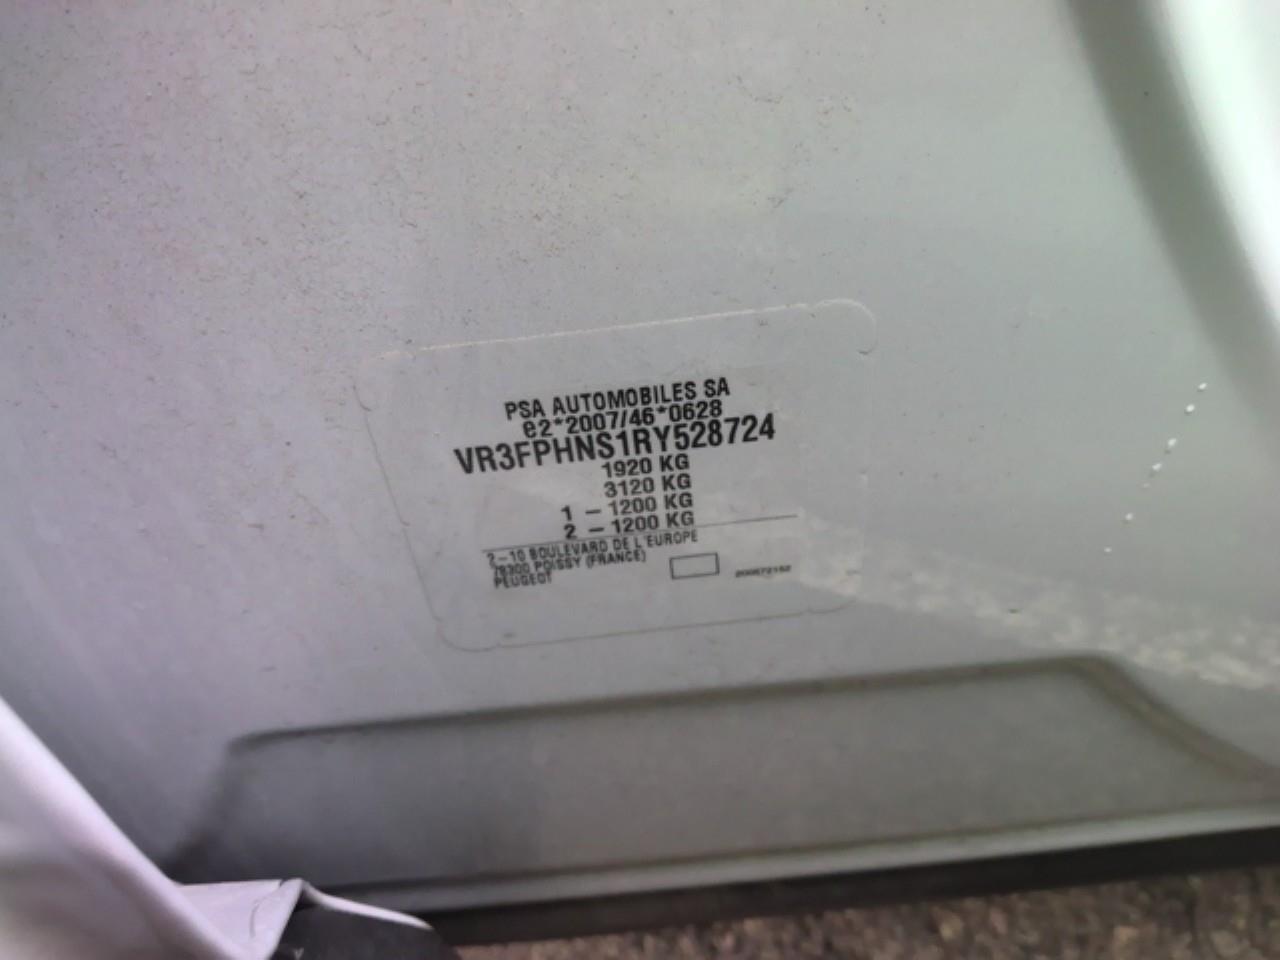 PSA AUTOMOBILES SA
e2*2007/46*0628
VR3FPHNS1RY528724
1920 KG
3120 KG
1 – 1200 KG
2 – 1200 KG
2–10 BOULEVARD DE L'EUROPE
78300 POISSY (FRANCE)
PEUGEOT